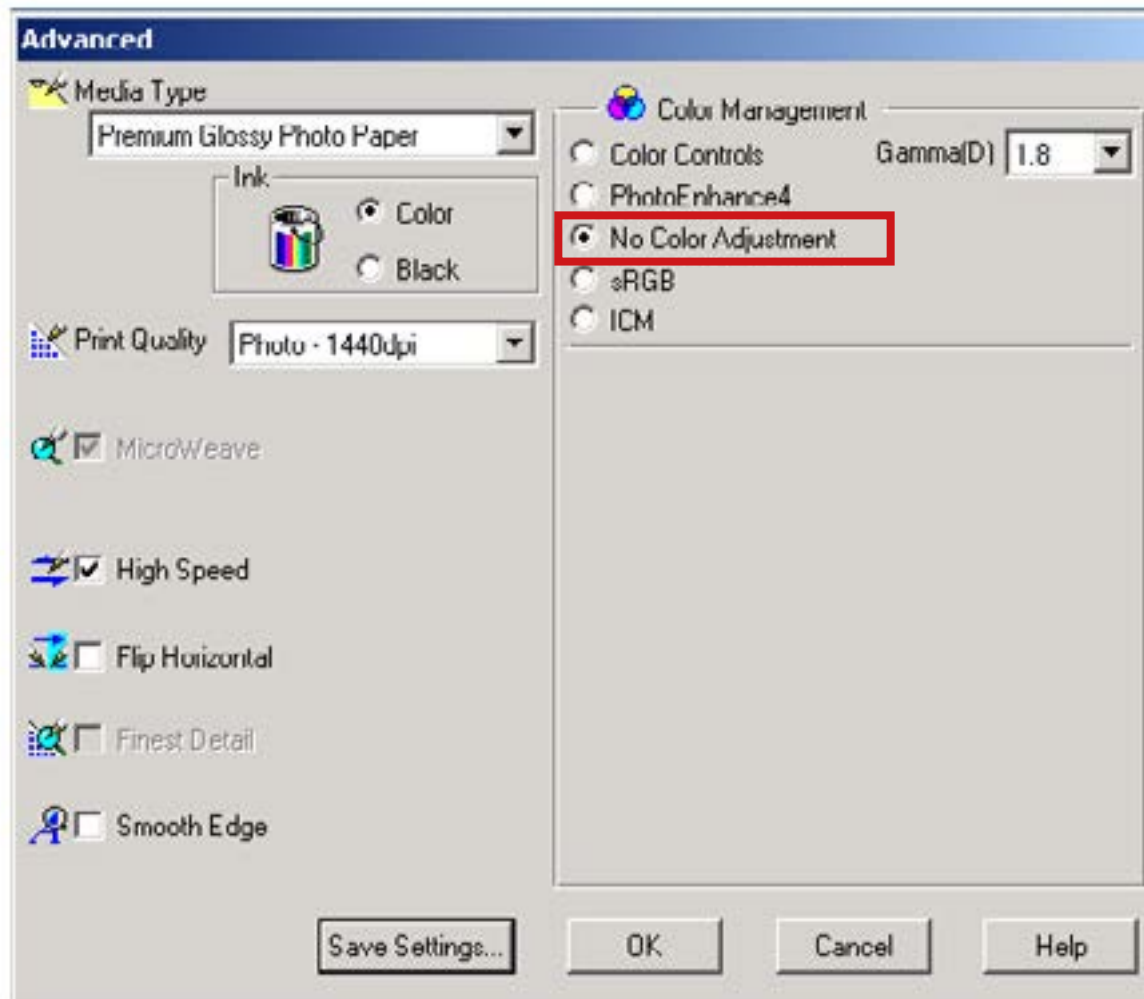 Advanced
Media Type
Premium Glossy Photo Paper
Ink
Color
Black
Print Quality
Photo - 1440dpi
MicroWeave
High Speed
Flip Horizontal
Finest Detail
Smooth Edge
Color Management
Color Controls
Gamma(D)
1.8
PhotoEnhance4
No Color Adjustment
sRGB
ICM
Save Settings...
OK
Cancel
Help